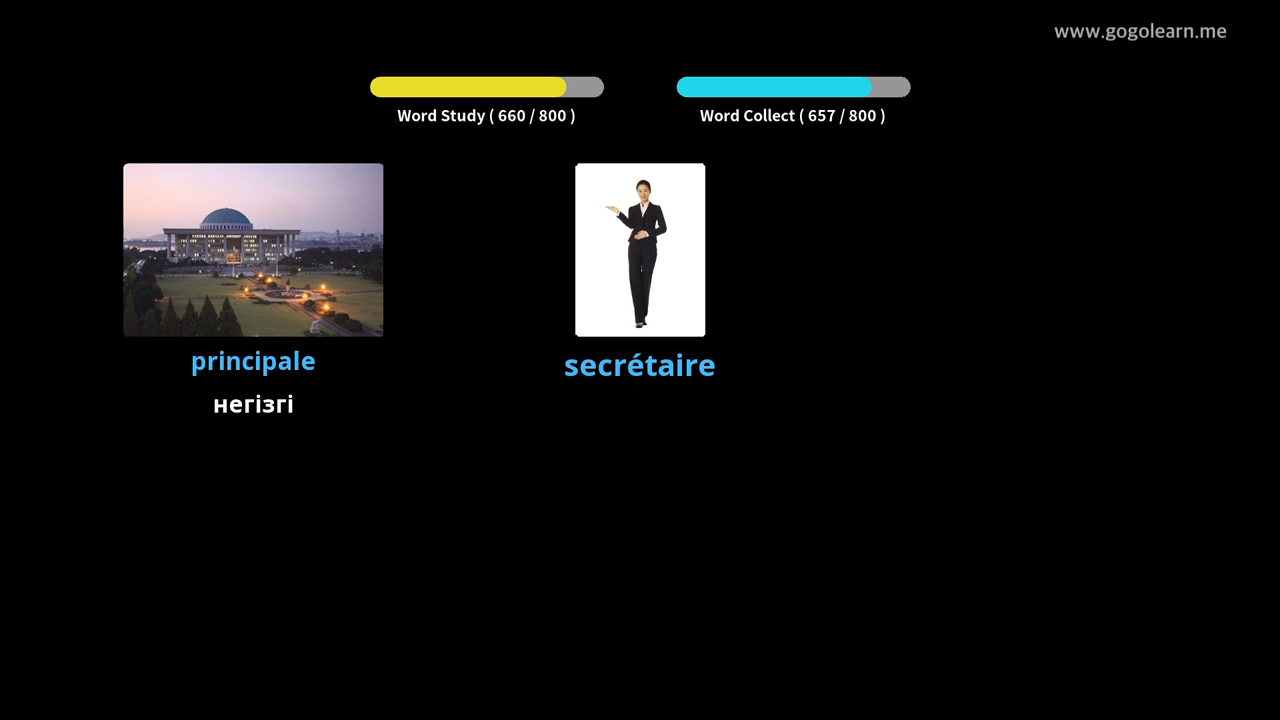 www.gogolearn.me
Word Study ( 660 / 800 )
Word Collect ( 657 / 800 )
principale
secrétaire
негізгі